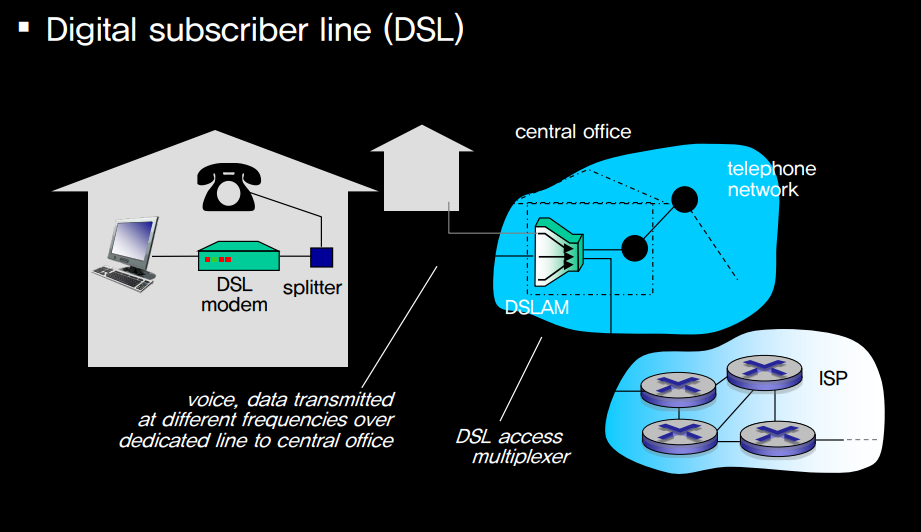 ▪ Digital subscriber line (DSL)
central office
telephone
network
DSL
modem
splitter
DSLAM
ISP
voice, data transmitted
at different frequencies over
dedicated line to central office
DSL access
multiplexer